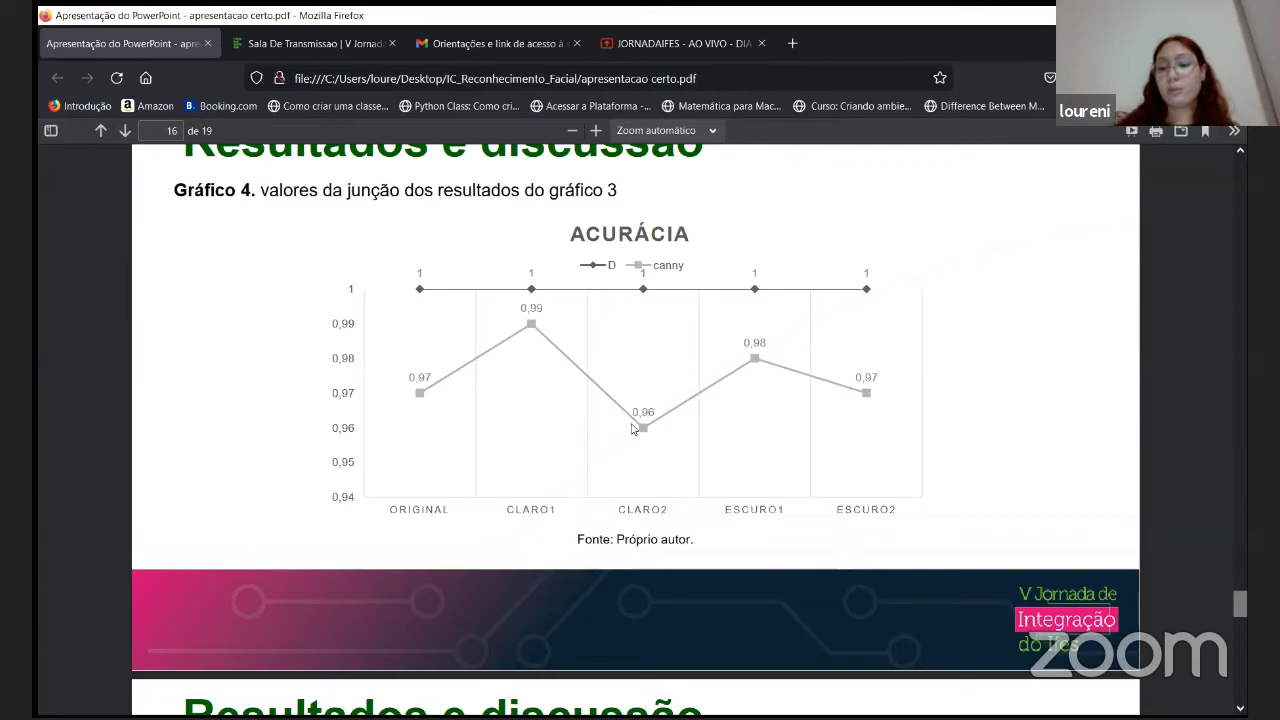 Apresentação do PowerPoint - apresentacao certo.pdf - Mozilla Firefox
Apresentação do PowerPoint - apre
Sala De Transmissao | V Jornad
Orientações e link de acesso à s
JORNADAIFES - AO VIVO - DIA
file:///C:/Users/loure/Desktop/IC_Reconhecimento_Facial/apresentacao certo.pdf
Introdução
Amazon
Booking.com
Como criar uma classe...
Python Class: Como cri...
Acessar a Plataforma -...
Matemática para Mac...
Curso: Criando ambie...
Difference Between M...
loureni
16 de 19
Zoom automático
Resultados e discussão
Gráfico 4. valores da junção dos resultados do gráfico 3
ACURÁCIA
D canny
1 1 1 1 1
1
0,99
0,99
0,98
0,98
0,97 0,97
0,97
0,96
0,96
0,95
0,94
ORIGINAL CLARO1 CLARO2 ESCURO1 ESCURO2
Fonte: Próprio autor.
V Jornada de
Integração
do Ifes
zoom
Resultados e discussão